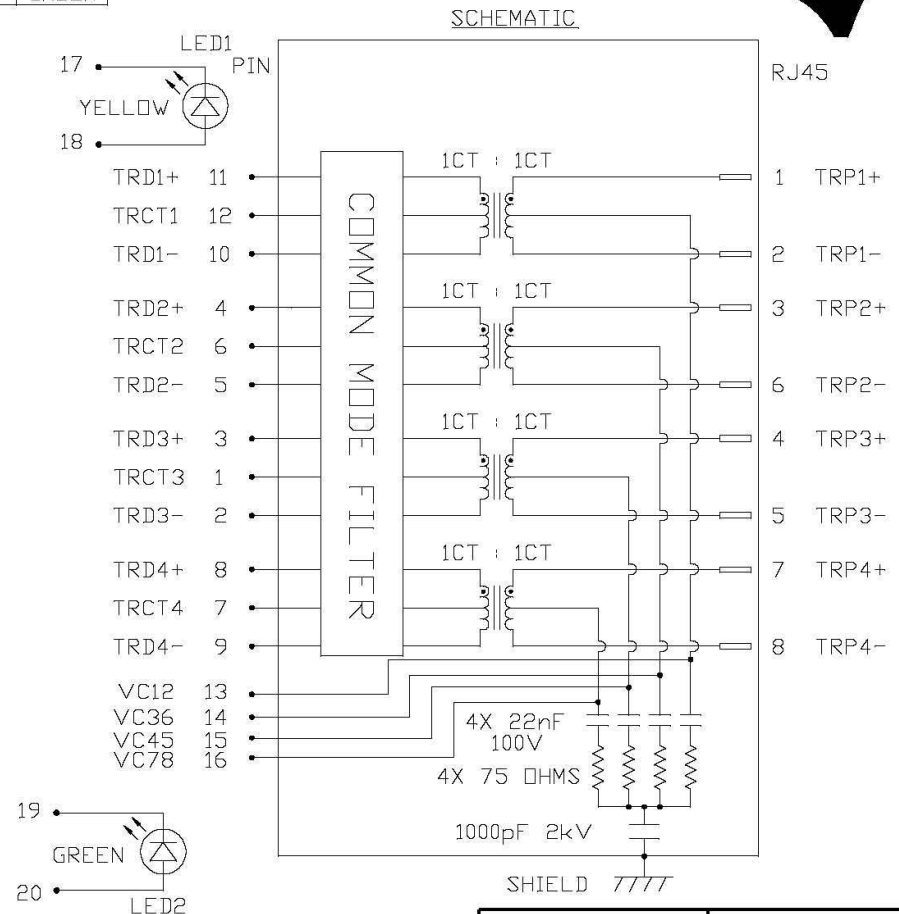 SCHEMATIC
LED1
17
PIN
RJ45
YELLOW
18
1CT : 1CT
TRD1+ 11
1 TRP1+
TRCT1 12
TRD1- 10
2 TRP1-
1CT : 1CT
TRD2+ 4
3 TRP2+
TRCT2 6
TRD2- 5
6 TRP2-
1CT : 1CT
TRD3+ 3
4 TRP3+
TRCT3 1
TRD3- 2
5 TRP3-
1CT : 1CT
TRD4+ 8
7 TRP4+
TRCT4 7
TRD4- 9
8 TRP4-
COMMON MODE FILTER
VC12 13
VC36 14
VC45 15
VC78 16
4X 22nF
100V
4X 75 OHMS
1000pF 2kV
SHIELD
19
GREEN
20
LED2